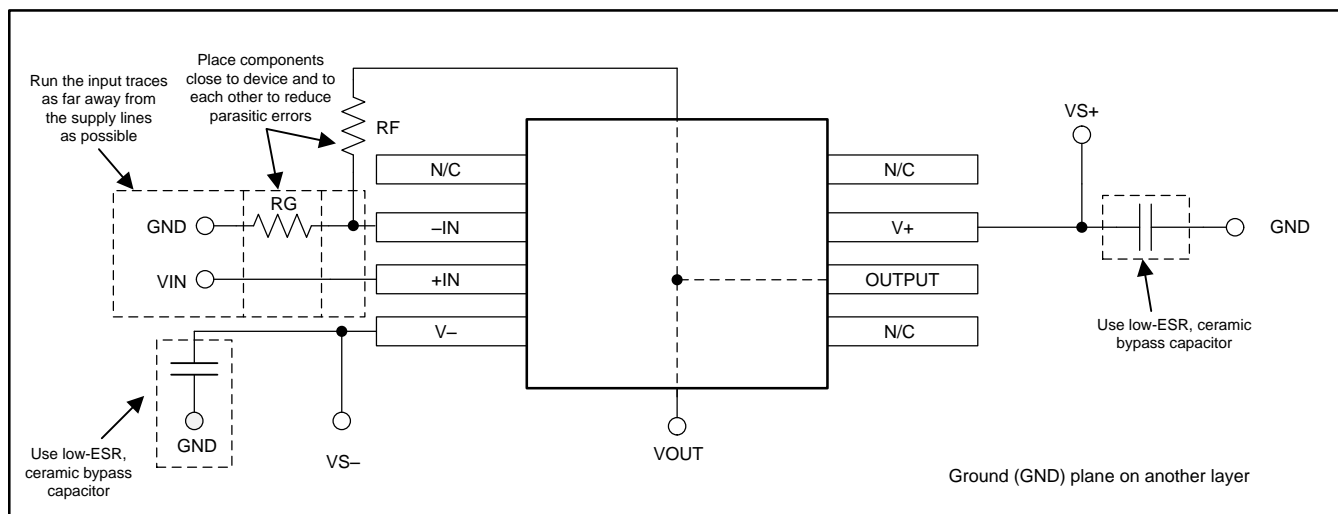 Run the input traces
as far away from
the supply lines
as possible
Place components
close to device and to
each other to reduce
parasitic errors
RF
VS+
N/C
N/C
RG
GND
–IN
V+
GND
VIN
+IN
OUTPUT
V–
N/C
Use low-ESR, ceramic
bypass capacitor
GND
VS–
VOUT
Use low-ESR,
ceramic bypass
capacitor
Ground (GND) plane on another layer